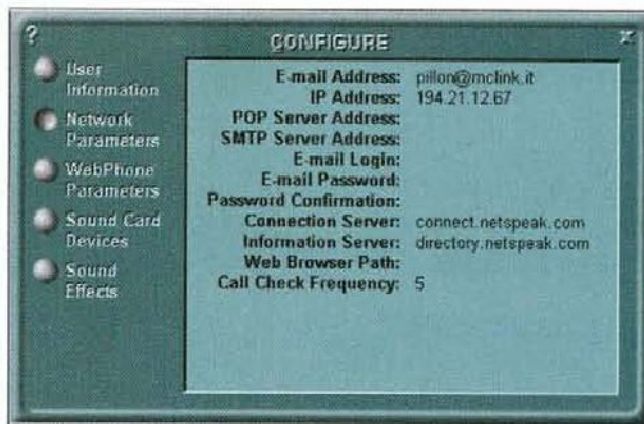 ?
CONFIGURE
x
User
Information
Network
Parameters
WebPhone
Parameters
Sound Card
Devices
Sound
Effects
E-mail Address: pillon@mclink.it
IP Address: 194.21.12.67
POP Server Address:
SMTP Server Address:
E-mail Login:
E-mail Password:
Password Confirmation:
Connection Server: connect.netspeak.com
Information Server: directory.netspeak.com
Web Browser Path:
Call Check Frequency: 5